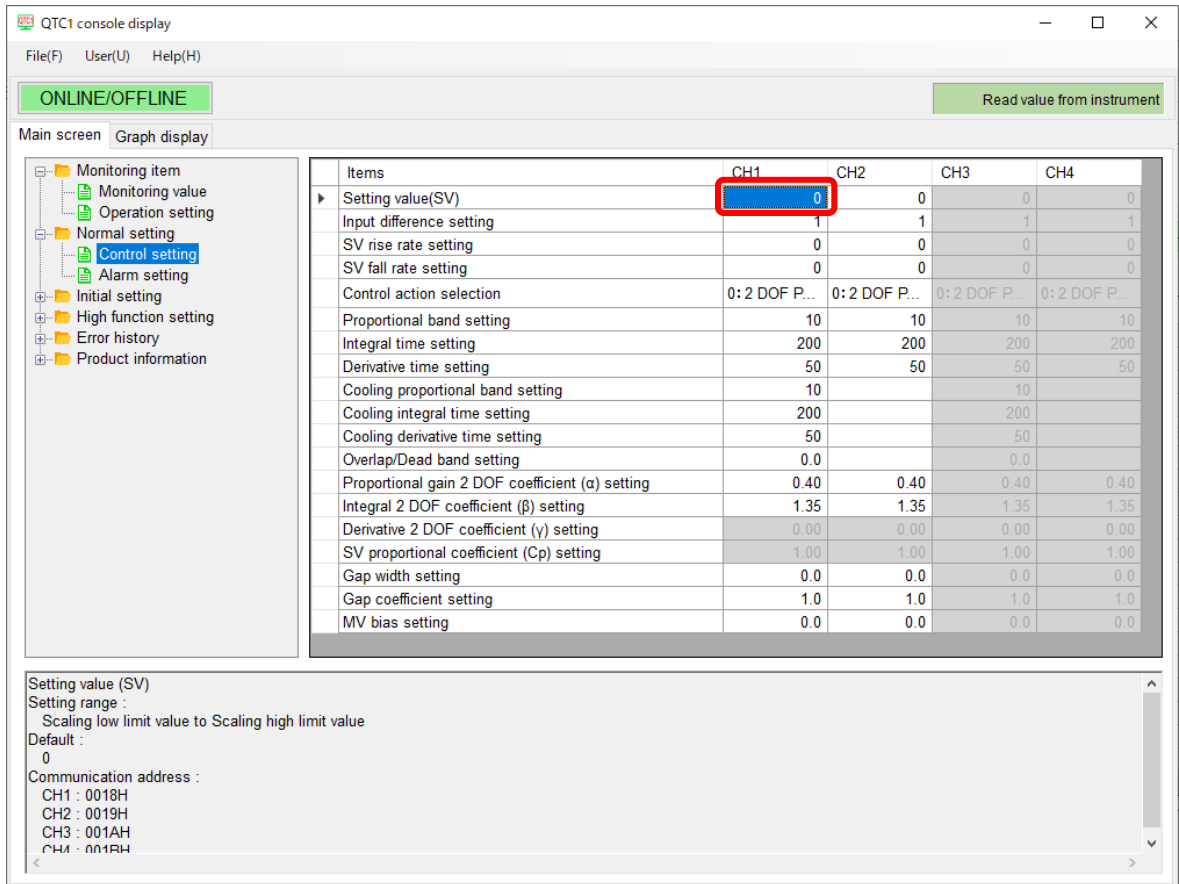 QTC1 console display
File(F) User(U) Help(H)
ONLINE/OFFLINE
Read value from instrument
Main screen Graph display
Monitoring item
Monitoring value
Operation setting
Normal setting
Control setting
Alarm setting
Initial setting
High function setting
Error history
Product information
Items CH1 CH2 CH3 CH4
Setting value(SV) 0 0 0 0
Input difference setting 1 1 1 1
SV rise rate setting 0 0 0 0
SV fall rate setting 0 0 0 0
Control action selection 0: 2 DOF P... 0: 2 DOF P... 0: 2 DOF P... 0: 2 DOF P...
Proportional band setting 10 10 10 10
Integral time setting 200 200 200 200
Derivative time setting 50 50 50 50
Cooling proportional band setting 10 10
Cooling integral time setting 200 200
Cooling derivative time setting 50 50
Overlap/Dead band setting 0.0 0.0
Proportional gain 2 DOF coefficient (α) setting 0.40 0.40 0.40 0.40
Integral 2 DOF coefficient (β) setting 1.35 1.35 1.35 1.35
Derivative 2 DOF coefficient (γ) setting 0.00 0.00 0.00 0.00
SV proportional coefficient (Cp) setting 1.00 1.00 1.00 1.00
Gap width setting 0.0 0.0 0.0 0.0
Gap coefficient setting 1.0 1.0 1.0 1.0
MV bias setting 0.0 0.0 0.0 0.0
Setting value (SV)
Setting range :
Scaling low limit value to Scaling high limit value
Default :
0
Communication address :
CH1 : 0018H
CH2 : 0019H
CH3 : 001AH
CH4 : 001BH